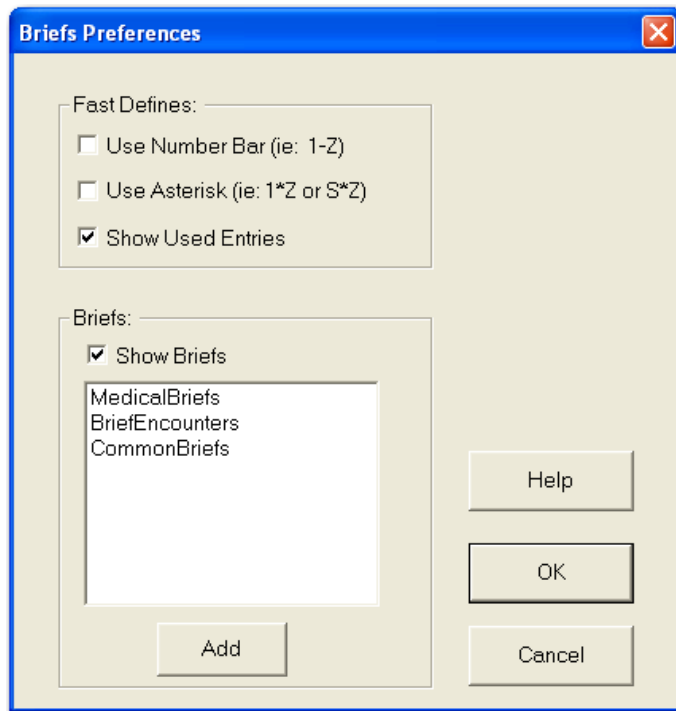 Briefs Preferences
Fast Defines:
Use Number Bar (ie: 1-Z)
Use Asterisk (ie: 1*Z or S*Z)
Show Used Entries
Briefs:
Show Briefs
MedicalBriefs
BriefEncounters
CommonBriefs
Add
Help
OK
Cancel